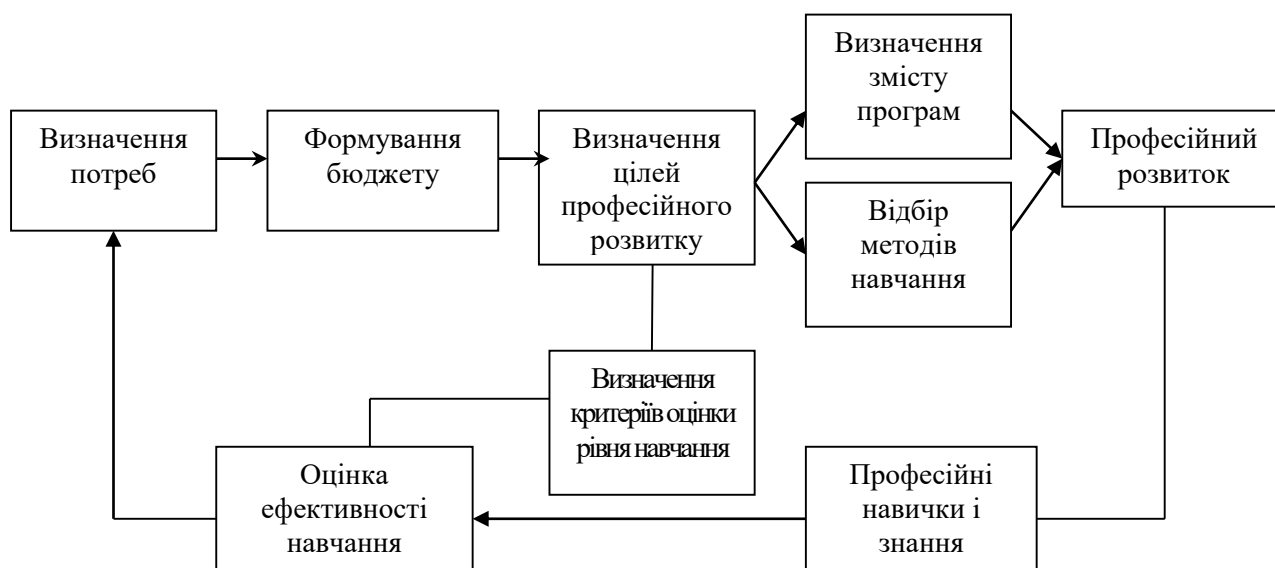 Визначення
потреб
Формування
бюджету
Визначення
цілей
професійного
розвитку
Визначення
змісту
програм
Відбір
методів
навчання
Професійний
розвиток
Визначення
критеріїв оцінки
рівня навчання
Оцінка
ефективності
навчання
Професійні
навички і
знання